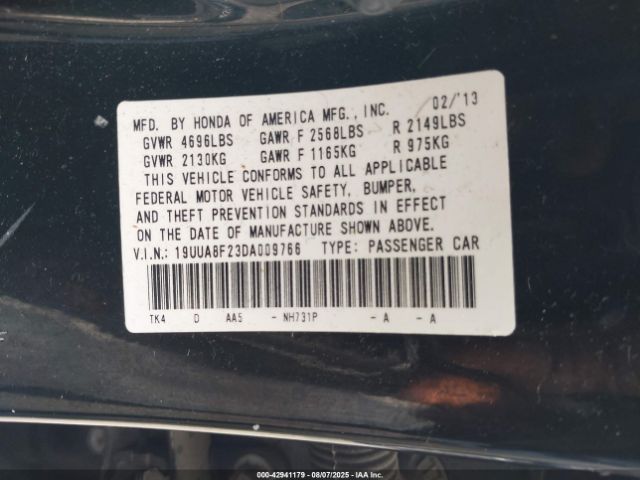 MFD. BY HONDA OF AMERICA MFG., INC. 02/'13
GVWR 4696LBS GAWR F 2568LBS R 2149LBS
GVWR 2130KG GAWR F 1165KG R 975KG
THIS VEHICLE CONFORMS TO ALL APPLICABLE
FEDERAL MOTOR VEHICLE SAFETY, BUMPER,
AND THEFT PREVENTION STANDARDS IN EFFECT
ON THE DATE OF MANUFACTURE SHOWN ABOVE.
V.I.N.: 19UUA8F23DA009766 TYPE: PASSENGER CAR
TK4 D AA5 - NH731P - A - A
000-42941179 - 08/07/2025 - IAA Inc.